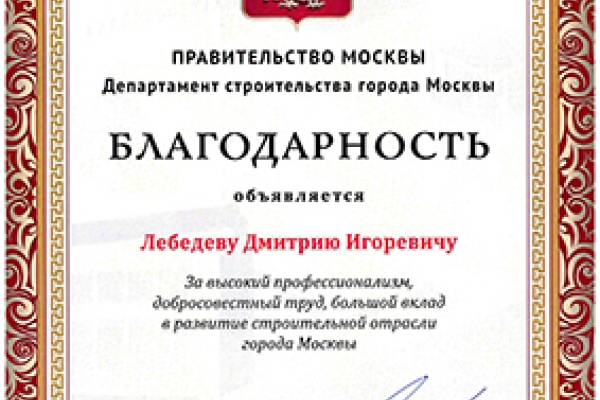 ПРАВИТЕЛЬСТВО МОСКВЫ
Департамент строительства города Москвы
БЛАГОДАРНОСТЬ
объявляется
Лебедеву Дмитрию Игоревичу
За высокий профессионализм,
добросовестный труд, большой вклад
в развитие строительной отрасли
города Москвы